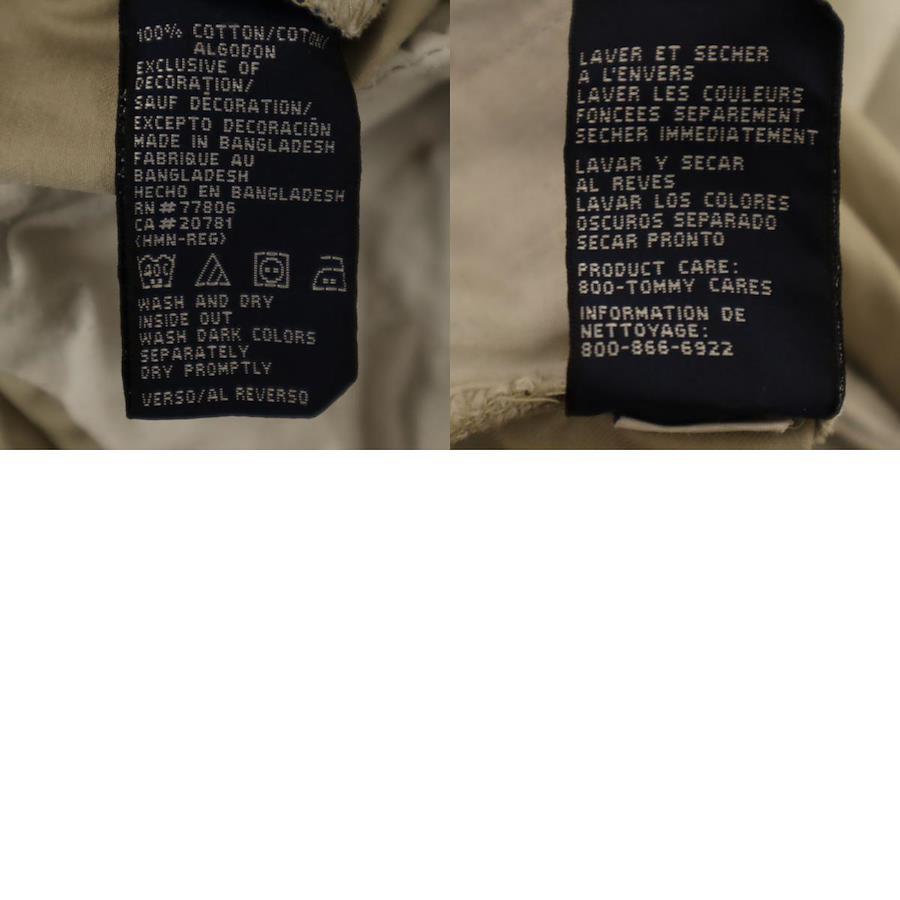 100% COTTON/COTON/
ALGODON
EXCLUSIVE OF
DECORATION/
SAUF DÉCORATION/
EXCEPTO DECORACIÓN
MADE IN BANGLADESH
FABRIQUE AU
BANGLADESH
HECHO EN BANGLADESH
RN#77806
CA#20781
(HMN-REG)
40C
WASH AND DRY
INSIDE OUT
WASH DARK COLORS
SEPARATELY
DRY PROMPTLY
VERSO/AL REVERSO
LAVER ET SECHER
A L'ENVERS
LAVER LES COULEURS
FONCEES SEPAREMENT
SECHER IMMEDIATEMENT
LAVAR Y SECAR
AL REVES
LAVAR LOS COLORES
OSCUROS SEPARADO
SECAR PRONTO
PRODUCT CARE:
800-TOMMY CARES
INFORMATION DE
NETTOYAGE:
800-866-6922